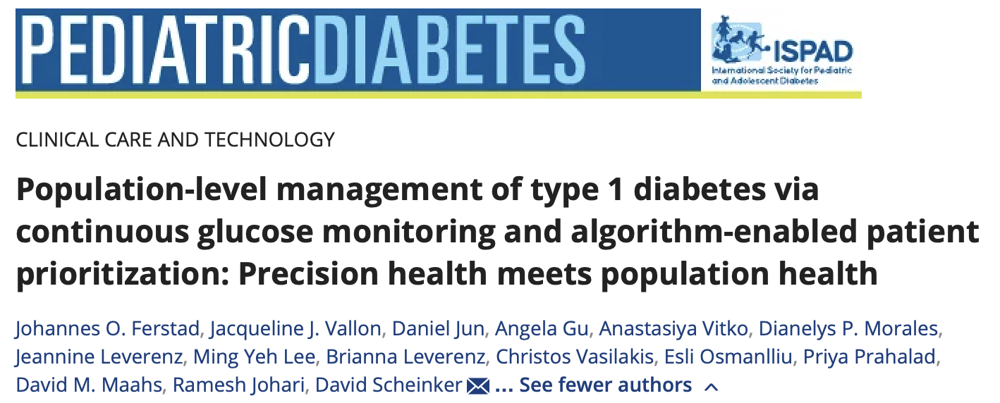 PEDIATRICDIABETES
ISPAD
International Society for Pediatric
and Adolescent Diabetes
CLINICAL CARE AND TECHNOLOGY
Population-level management of type 1 diabetes via
continuous glucose monitoring and algorithm-enabled patient
prioritization: Precision health meets population health
Johannes O. Ferstad, Jacqueline J. Vallon, Daniel Jun, Angela Gu, Anastasiya Vitko, Dianelys P. Morales,
Jeannine Leverenz, Ming Yeh Lee, Brianna Leverenz, Christos Vasilakis, Esli Osmanlliu, Priya Prahalad,
David M. Maahs, Ramesh Johari, David Scheinker ... See fewer authors